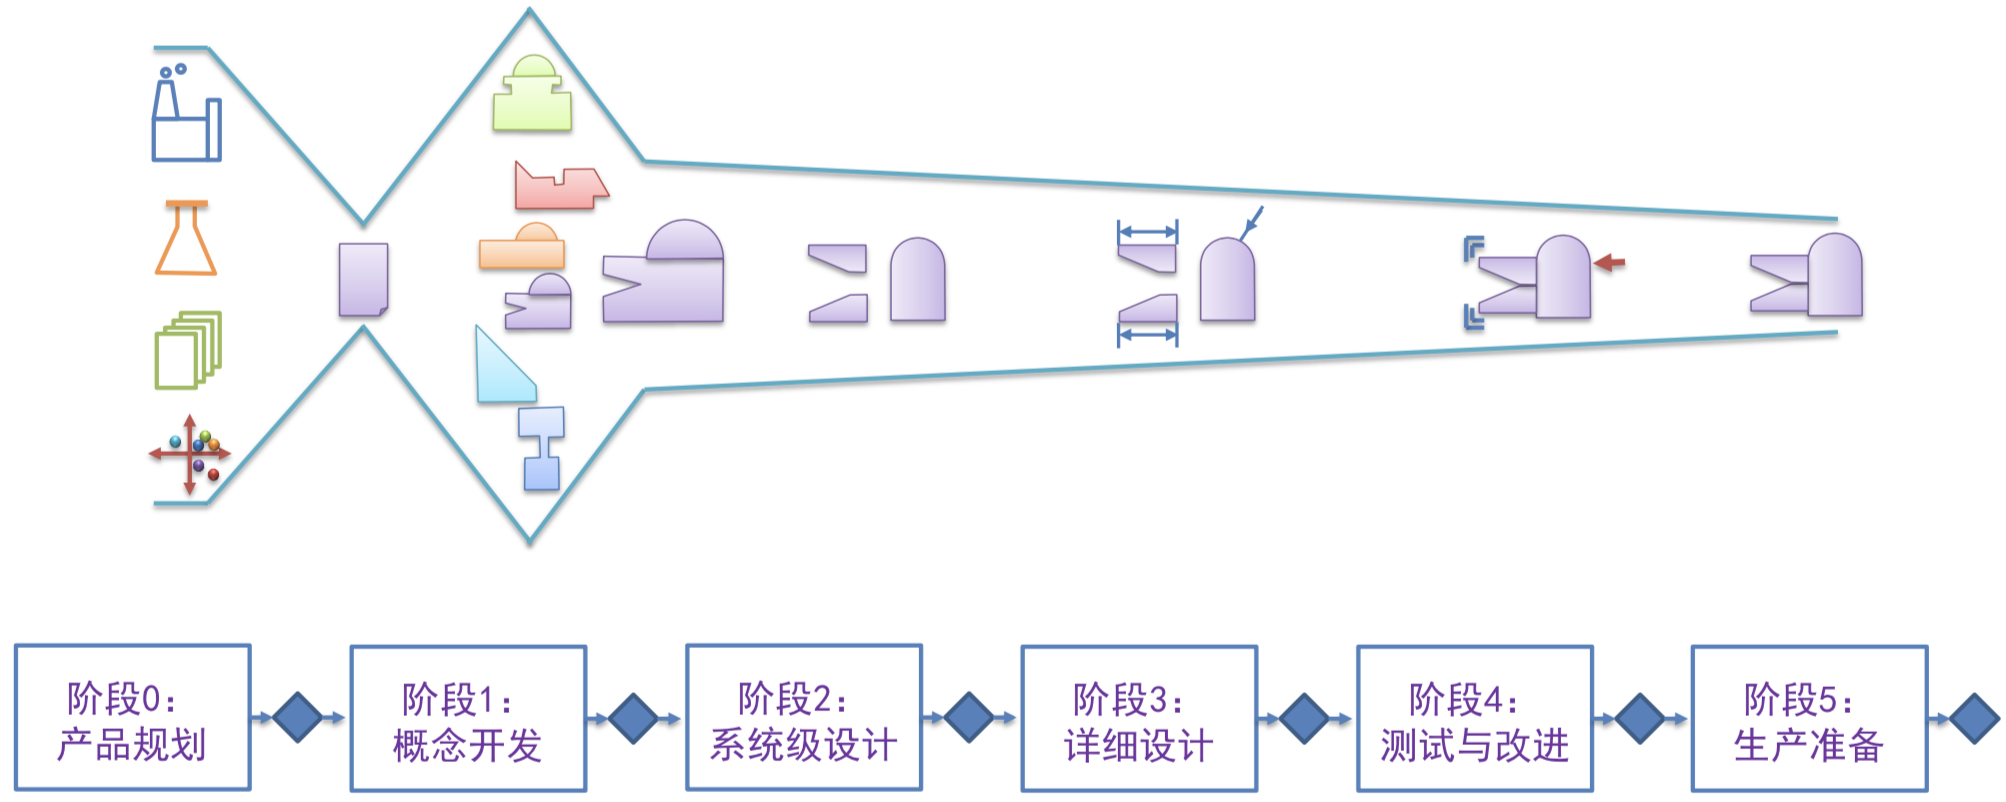 阶段0:
产品规划
阶段1:
概念开发
阶段2:
系统级设计
阶段3:
详细设计
阶段4:
测试与改进
阶段5:
生产准备